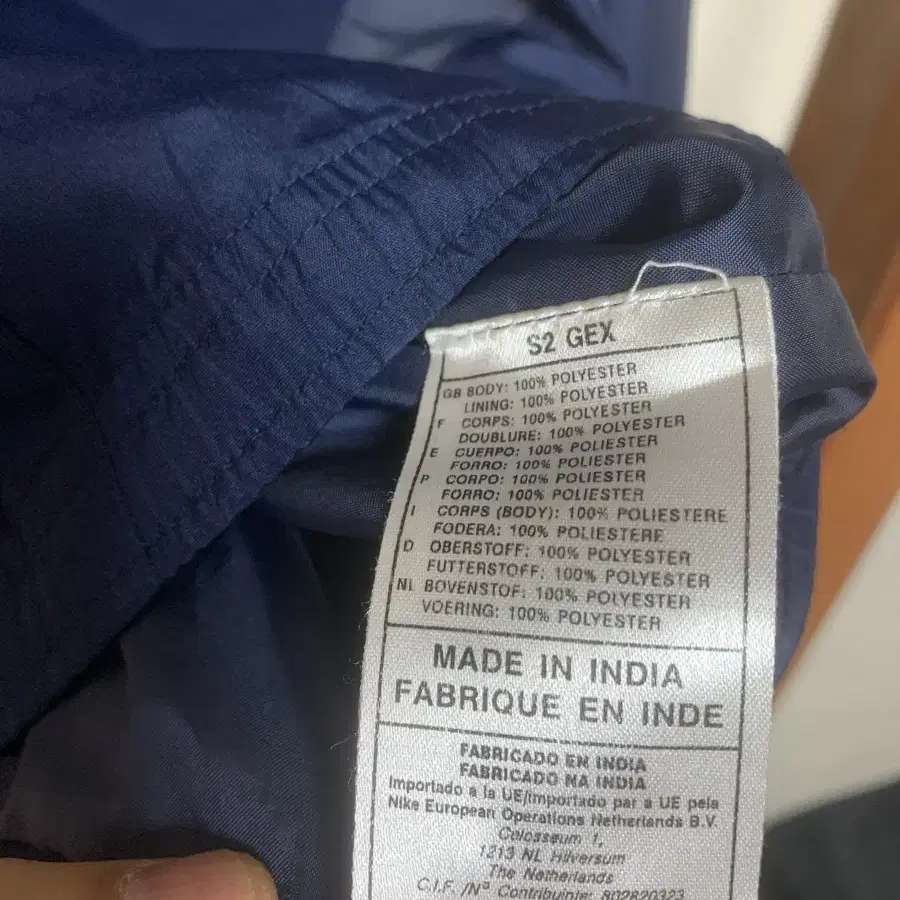 S2 GEX
GB BODY: 100% POLYESTER
LINING: 100% POLYESTER
F CORPS: 100% POLYESTER
DOUBLURE: 100% POLYESTER
E CUERPO: 100% POLIESTER
FORRO: 100% POLIESTER
P CORPO: 100% POLIESTER
FORRO: 100% POLIESTER
I CORPS (BODY): 100% POLIESTERE
FODERA: 100% POLIESTERE
D OBERSTOFF: 100% POLYESTER
FUTTERSTOFF: 100% POLYESTER
NL BOVENSTOF: 100% POLYESTER
VOERING: 100% POLYESTER
MADE IN INDIA
FABRIQUE EN INDE
FABRICADO EN INDIA
FABRICADO NA INDIA
Importado a la UE/Importado par a UE pela
Nike European Operations Netherlands B.V.
Colosseum 1,
1213 NL Hilversum
The Netherlands
C.I.F. /Nº Contribuinte: 802820323